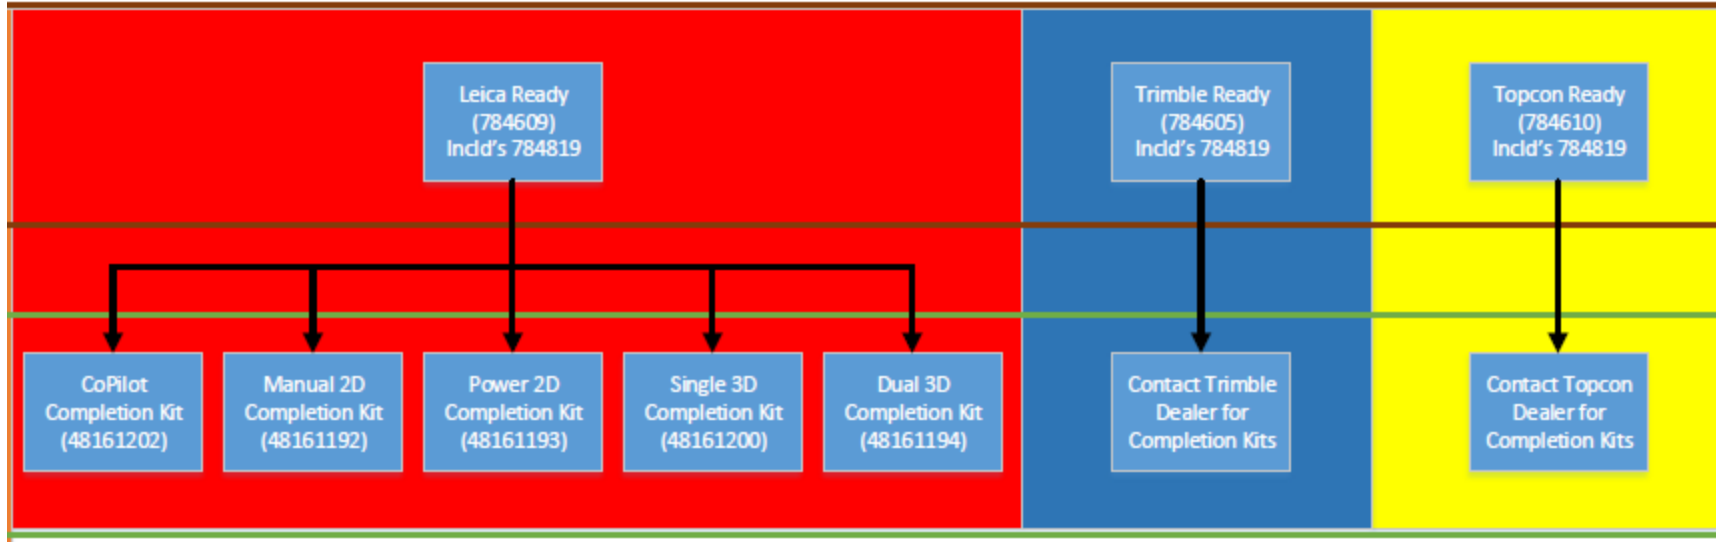 Leica Ready
(784609)
Incld's 784819
Trimble Ready
(784605)
Incld's 784819
Topcon Ready
(784610)
Incld's 784819
CoPilot
Completion Kit
(48161202)
Manual 2D
Completion Kit
(48161192)
Power 2D
Completion Kit
(48161193)
Single 3D
Completion Kit
(48161200)
Dual 3D
Completion Kit
(48161194)
Contact Trimble
Dealer for
Completion Kits
Contact Topcon
Dealer for
Completion Kits